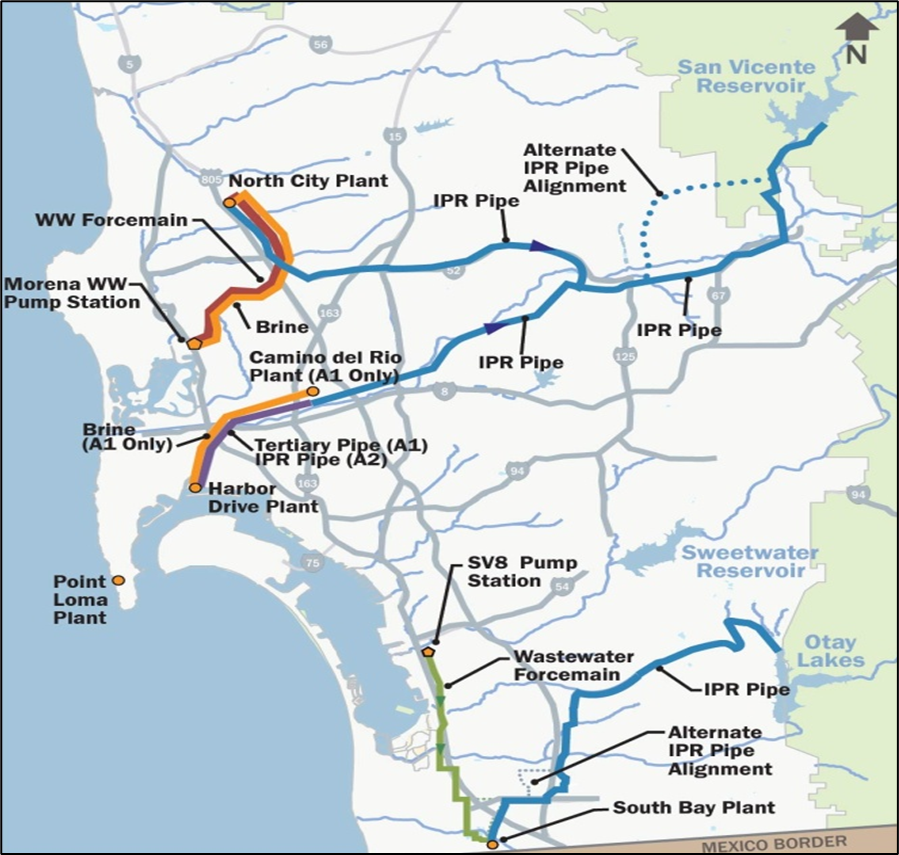 N
San Vicente
Reservoir
56
5
15
Alternate
IPR Pipe
Alignment
805
North City Plant
IPR Pipe
WW Forcemain
52
Morena WW
Pump Station
67
163
Brine
IPR Pipe
Camino del Rio
Plant (A1 Only)
IPR Pipe
125
8
Brine
(A1 Only)
Tertiary Pipe (A1)
IPR Pipe (A2)
94
163
Harbor
Drive Plant
94
75
SV8 Pump
Station
Sweetwater
Reservoir
Point
Loma
Plant
54
Otay
Lakes
Wastewater
Forcemain
IPR Pipe
Alternate
IPR Pipe
Alignment
South Bay Plant
MEXICO BORDER